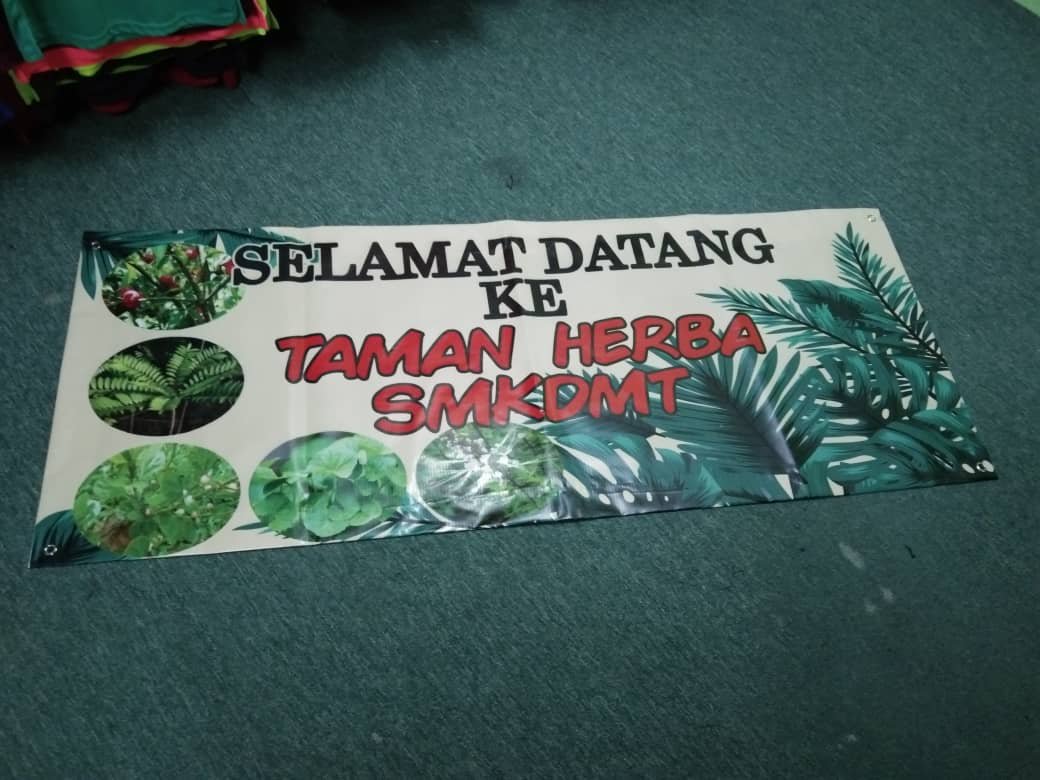 SELAMAT DATANG
KE
TAMAN HERBA
SMKDMT